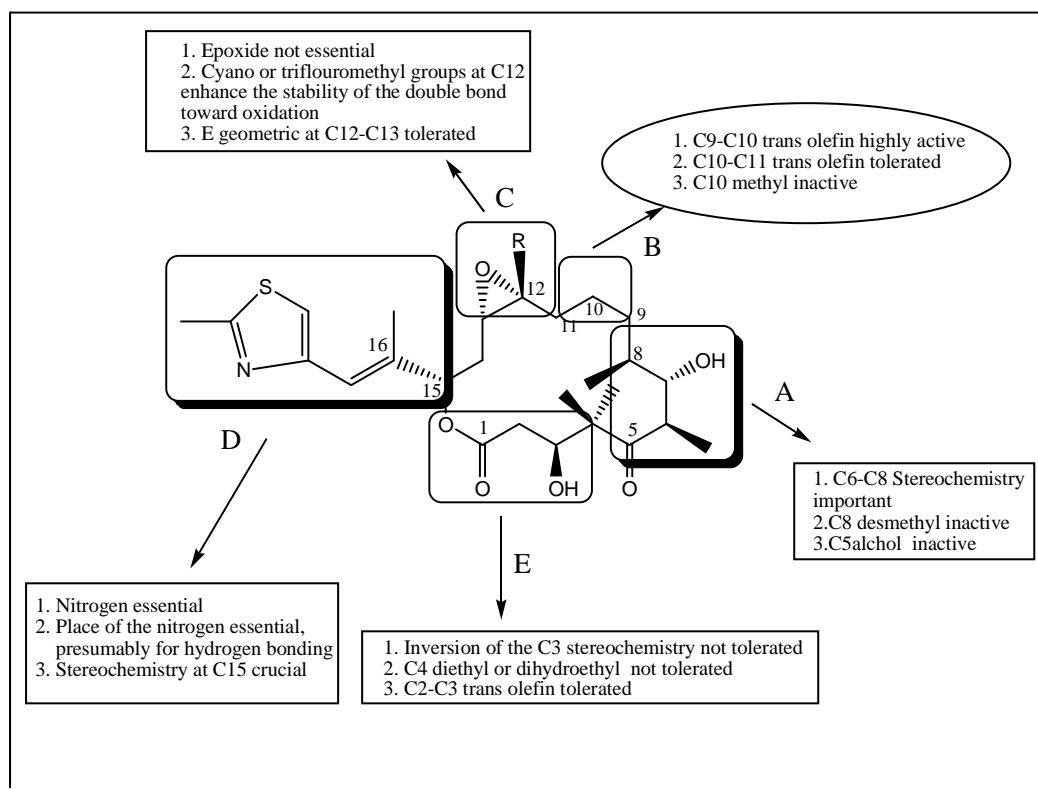 1. Epoxide not essential
2. Cyano or triflouromethyl groups at C12
enhance the stability of the double bond
toward oxidation
3. E geometric at C12-C13 tolerated
1. C9-C10 trans olefin highly active
2. C10-C11 trans olefin tolerated
3. C10 methyl inactive
C
B
R
O
12
11
10
9
S
N
16
15
8
OH
A
O
1
5
O
OH
O
D
E
1. C6-C8 Stereochemistry
important
2.C8 desmethyl inactive
3.C5alchol inactive
1. Nitrogen essential
2. Place of the nitrogen essential,
presumably for hydrogen bonding
3. Stereochemistry at C15 crucial
1. Inversion of the C3 stereochemistry not tolerated
2. C4 diethyl or dihydroethyl not tolerated
3. C2-C3 trans olefin tolerated